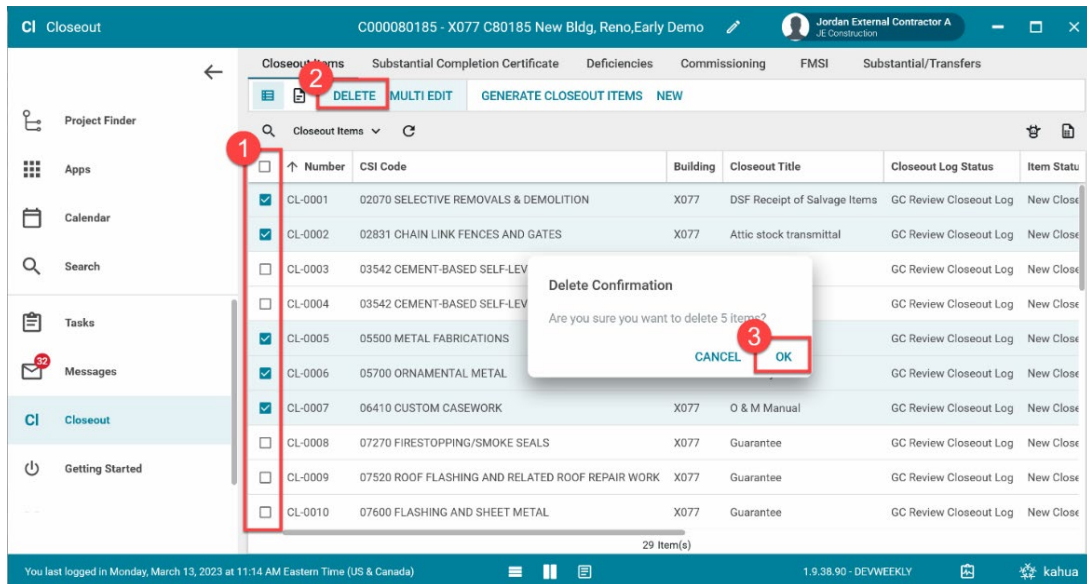 Cl Closeout C000080185 - X077 C80185 New Bldg, Reno,Early Demo Jordan External Contractor A
JE Construction
Closeout Items Substantial Completion Certificate Deficiencies Commissioning FMSI Substantial/Transfers
2
DELETE MULTI EDIT GENERATE CLOSEOUT ITEMS NEW
Project Finder
Closeout Items
1
Number CSI Code Building Closeout Title Closeout Log Status Item Statu
Apps
CL-0001 02070 SELECTIVE REMOVALS & DEMOLITION X077 DSF Receipt of Salvage Items GC Review Closeout Log New Close
Calendar
CL-0002 02831 CHAIN LINK FENCES AND GATES X077 Attic stock transmittal GC Review Closeout Log New Close
Search
CL-0003 03542 CEMENT-BASED SELF-LEV GC Review Closeout Log New Close
CL-0004 03542 CEMENT-BASED SELF-LEV GC Review Closeout Log New Close
Tasks
CL-0005 05500 METAL FABRICATIONS GC Review Closeout Log New Close
32
Messages
CL-0006 05700 ORNAMENTAL METAL GC Review Closeout Log New Close
Delete Confirmation
Are you sure you want to delete 5 items?
3
CANCEL OK
Cl Closeout
CL-0007 06410 CUSTOM CASEWORK X077 O & M Manual GC Review Closeout Log New Close
CL-0008 07270 FIRESTOPPING/SMOKE SEALS X077 Guarantee GC Review Closeout Log New Close
Getting Started
CL-0009 07520 ROOF FLASHING AND RELATED ROOF REPAIR WORK X077 Guarantee GC Review Closeout Log New Close
CL-0010 07600 FLASHING AND SHEET METAL X077 Guarantee GC Review Closeout Log New Close
29 Item(s)
You last logged in Monday, March 13, 2023 at 11:14 AM Eastern Time (US & Canada) 1.9.38.90 - DEVWEEKLY kahua